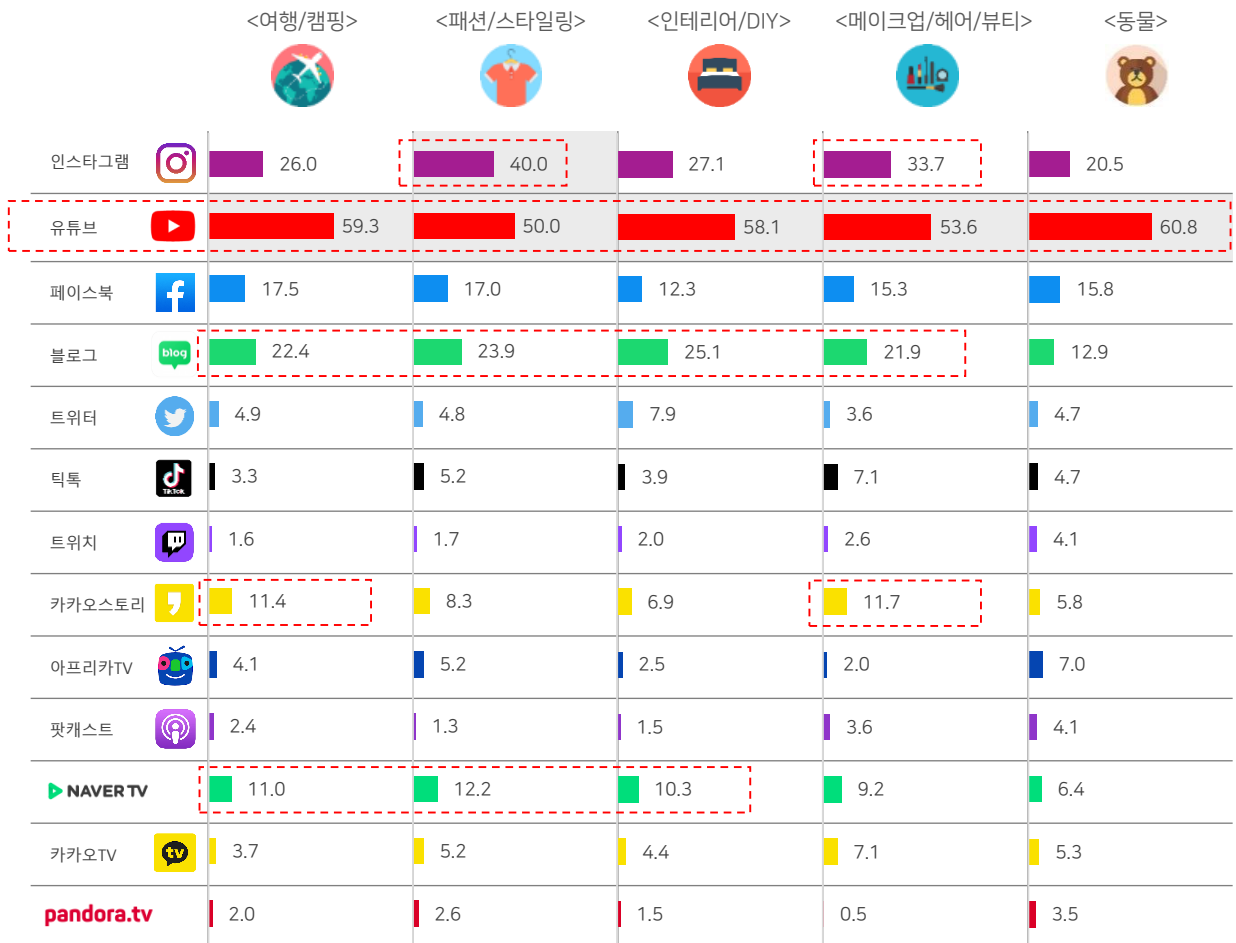 <여행/캠핑> <패션/스타일링> <인테리어/DIY> <메이크업/헤어/뷰티> <동물>
인스타그램 26.0 40.0 27.1 33.7 20.5
유튜브 59.3 50.0 58.1 53.6 60.8
페이스북 17.5 17.0 12.3 15.3 15.8
블로그 blog 22.4 23.9 25.1 21.9 12.9
트위터 4.9 4.8 7.9 3.6 4.7
틱톡 TikTok 3.3 5.2 3.9 7.1 4.7
트위치 1.6 1.7 2.0 2.6 4.1
카카오스토리 11.4 8.3 6.9 11.7 5.8
아프리카TV 4.1 5.2 2.5 2.0 7.0
팟캐스트 2.4 1.3 1.5 3.6 4.1
NAVER TV 11.0 12.2 10.3 9.2 6.4
카카오TV tv 3.7 5.2 4.4 7.1 5.3
pandora.tv 2.0 2.6 1.5 0.5 3.5